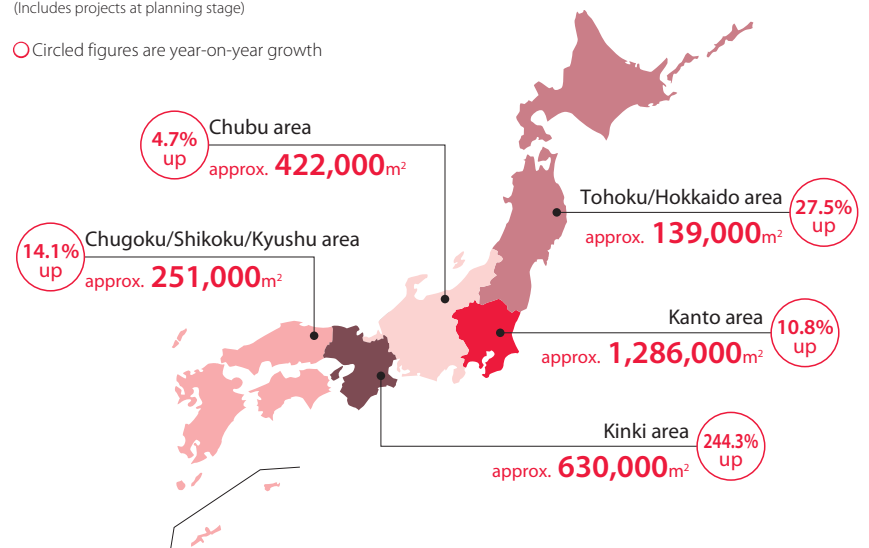 (Includes projects at planning stage)
Circled figures are year-on-year growth
4.7%
up
Chubu area
approx. 422,000m²
14.1%
up
Chugoku/Shikoku/Kyushu area
approx. 251,000m²
Tohoku/Hokkaido area
approx. 139,000m²
27.5%
up
Kanto area
approx. 1,286,000m²
10.8%
up
Kinki area
approx. 630,000m²
244.3%
up